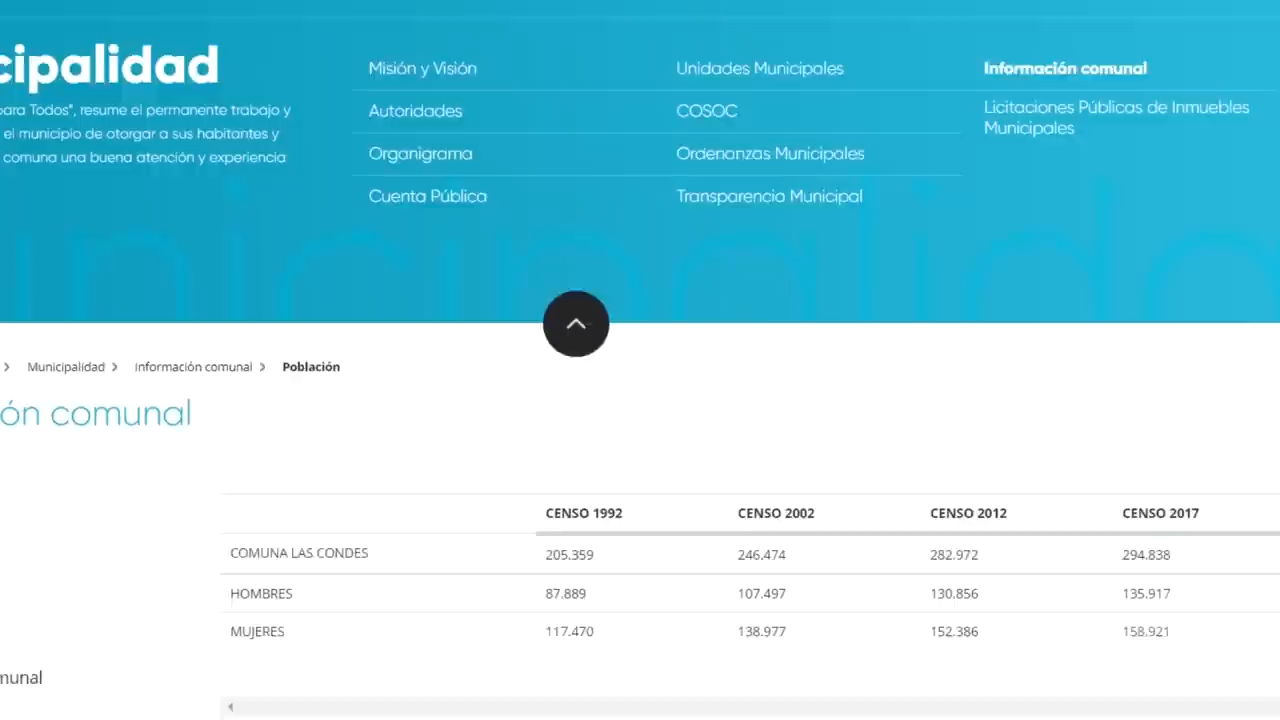 cipalidad
para Todos", resume el permanente trabajo y
el municipio de otorgar a sus habitantes y
comuna una buena atención y experiencia
Misión y Visión
Autoridades
Organigrama
Cuenta Pública
Unidades Municipales
COSOC
Ordenanzas Municipales
Transparencia Municipal
Información comunal
Licitaciones Públicas de Inmuebles
Municipales
Municipalidad > Información comunal > Población
ón comunal
CENSO 1992 CENSO 2002 CENSO 2012 CENSO 2017
COMUNA LAS CONDES 205.359 246.474 282.972 294.838
HOMBRES 87.889 107.497 130.856 135.917
MUJERES 117.470 138.977 152.386 158.921
munal